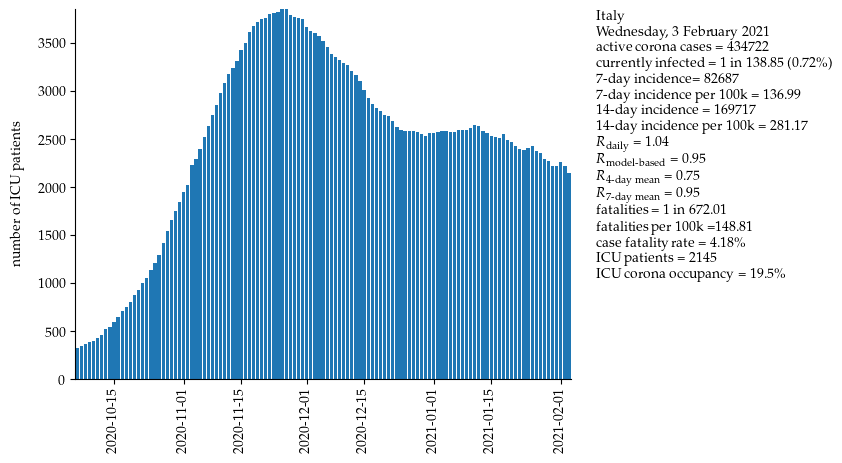 number of ICU patients
3500
3000
2500
2000
1500
1000
500
0
2020-10-15
2020-11-01
2020-11-15
2020-12-01
2020-12-15
2021-01-01
2021-01-15
2021-02-01
Italy
Wednesday, 3 February 2021
active corona cases = 434722
currently infected = 1 in 138.85 (0.72%)
7-day incidence= 82687
7-day incidence per 100k = 136.99
14-day incidence = 169717
14-day incidence per 100k = 281.17
R daily = 1.04
R model-based = 0.95
R 4-day mean = 0.75
R 7-day mean = 0.95
fatalities = 1 in 672.01
fatalities per 100k =148.81
case fatality rate = 4.18%
ICU patients = 2145
ICU corona occupancy = 19.5%